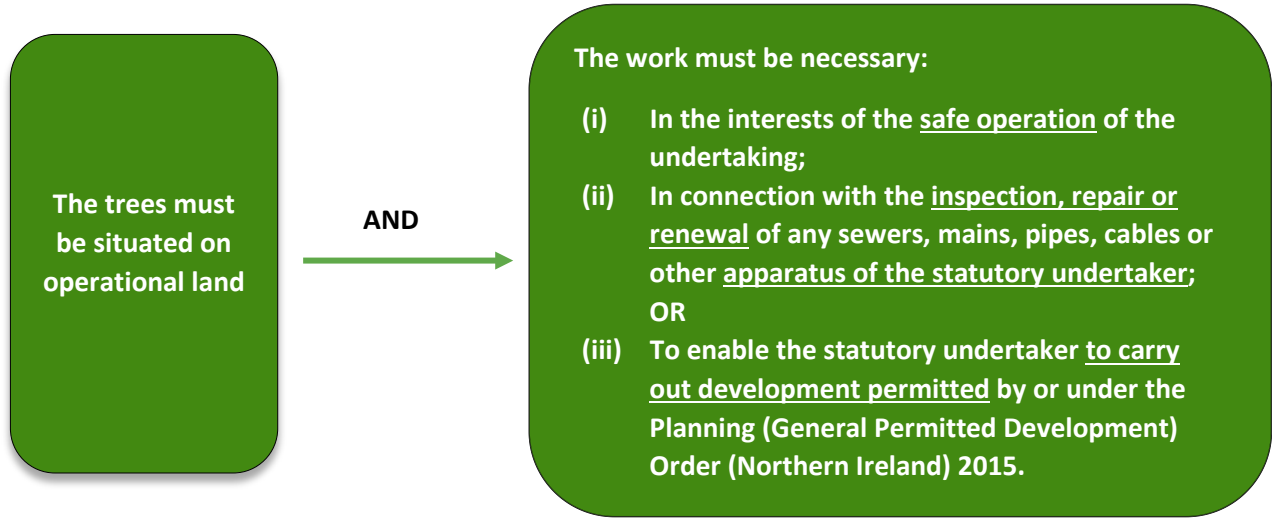 The trees must
be situated on
operational land
AND
The work must be necessary:
(i) In the interests of the safe operation of the
undertaking;
(ii) In connection with the inspection, repair or
renewal of any sewers, mains, pipes, cables or
other apparatus of the statutory undertaker;
OR
(iii) To enable the statutory undertaker to carry
out development permitted by or under the
Planning (General Permitted Development)
Order (Northern Ireland) 2015.